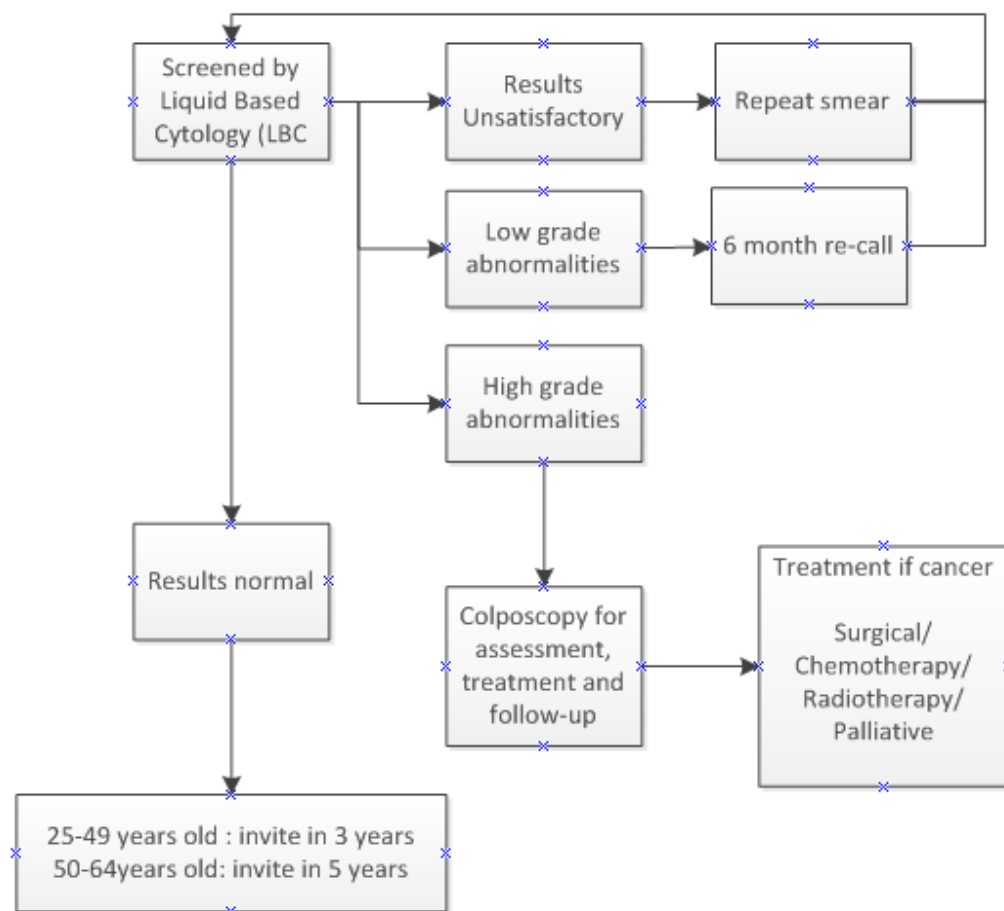 Screened by
Liquid Based
Cytology (LBC
Results
Unsatisfactory
Repeat smear
Low grade
abnormalities
6 month re-call
High grade
abnormalities
Results normal
Colposcopy for
assessment,
treatment and
follow-up
Treatment if cancer
Surgical/
Chemotherapy/
Radiotherapy/
Palliative
25-49 years old : invite in 3 years
50-64years old: invite in 5 years